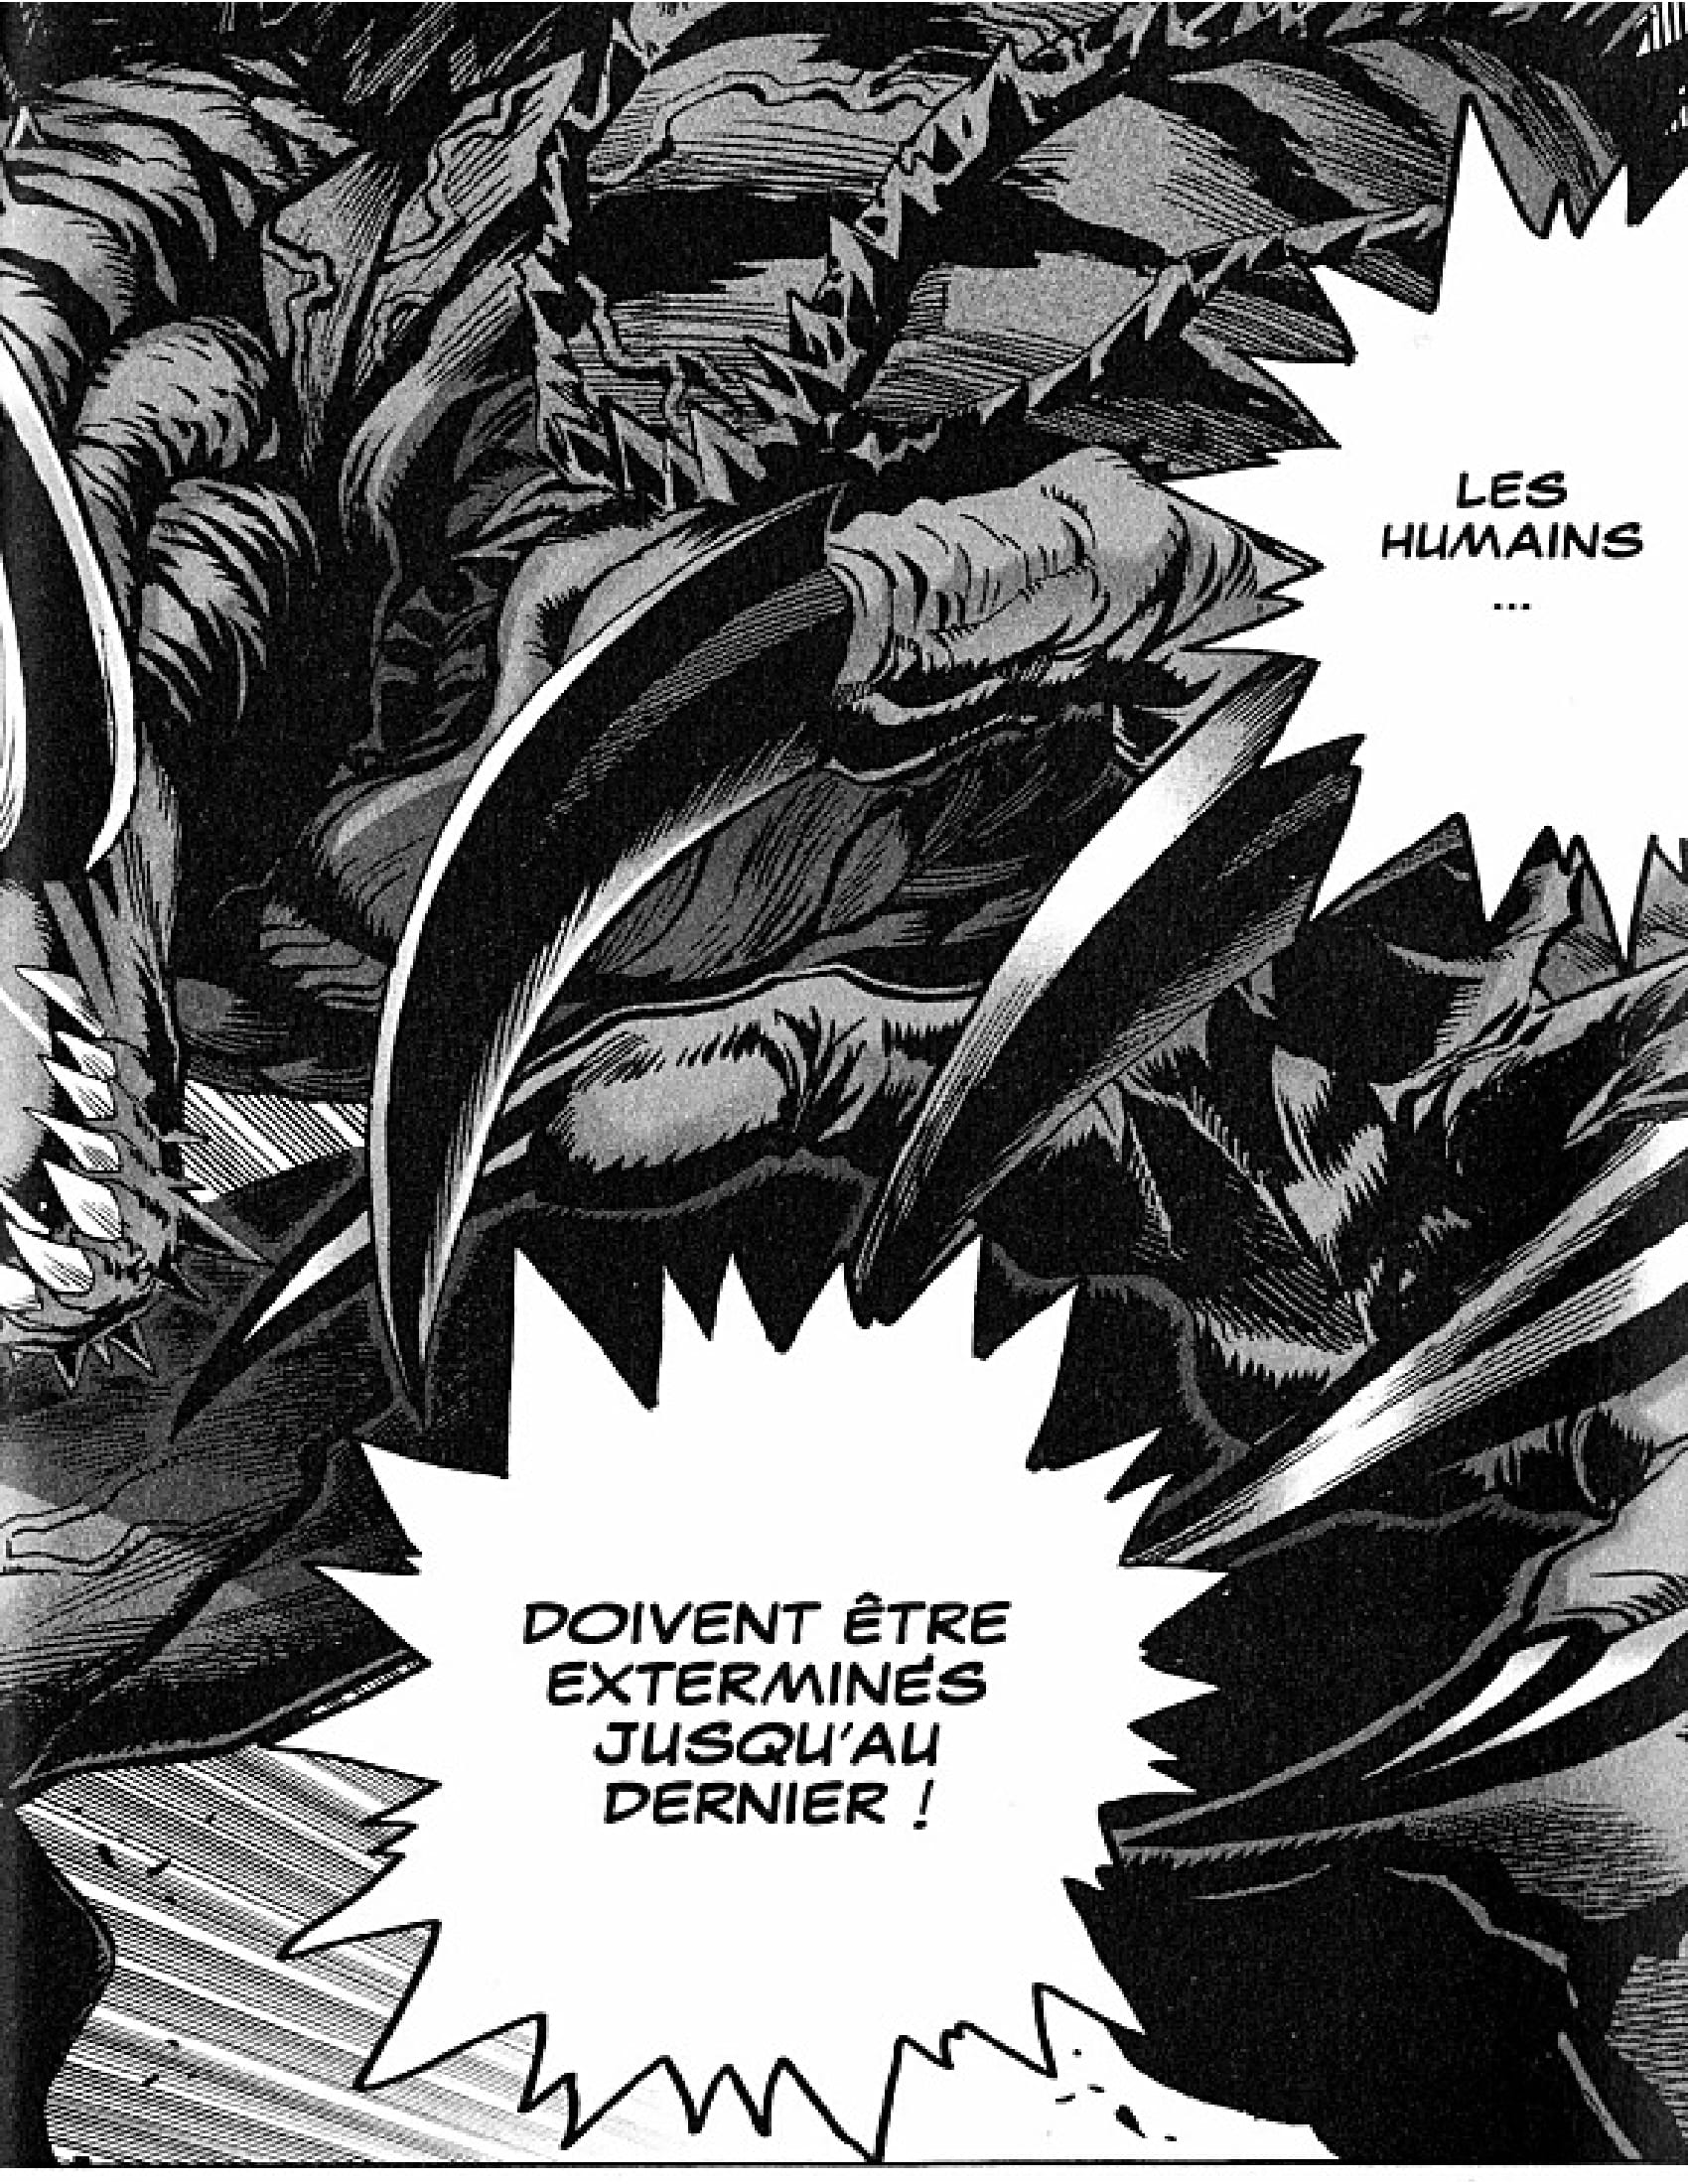 LES
HUMAINS
...
DOIVENT ÊTRE
EXTERMINÉS
JUSQU'AU
DERNIER !